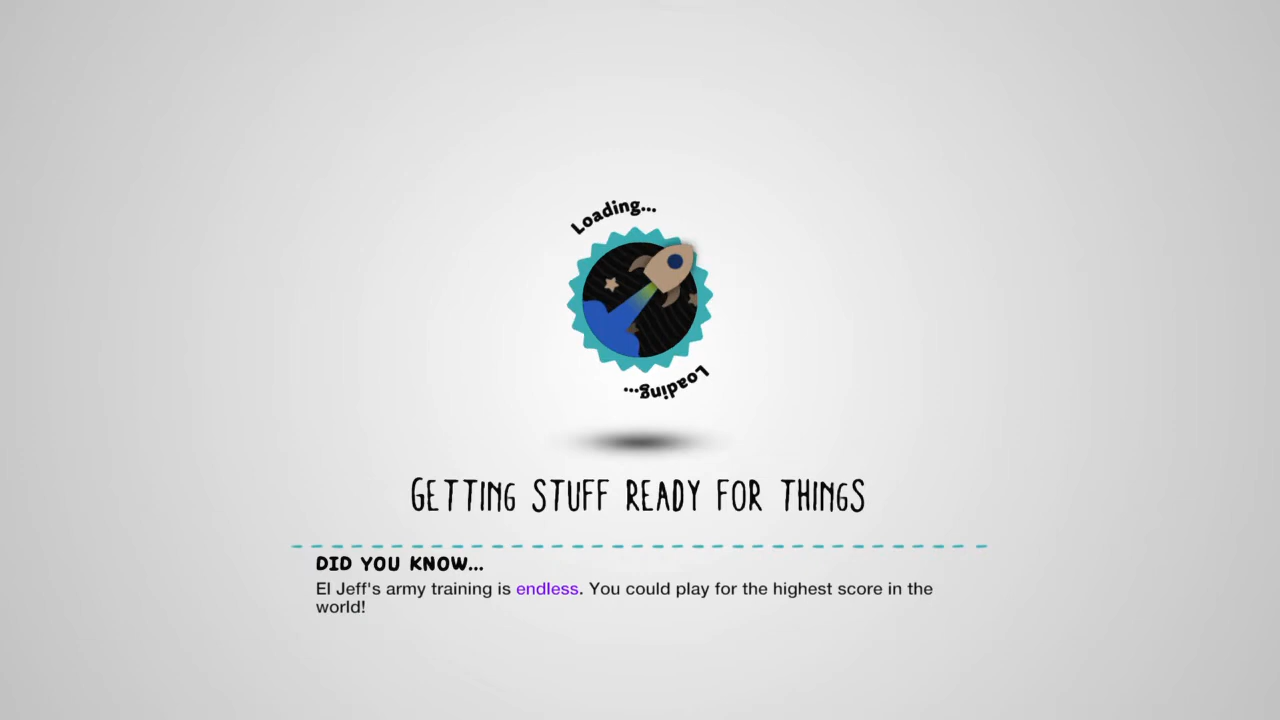 Loading...
Loading...
GETTING STUFF READY FOR THINGS
DID YOU KNOW...
El Jeff's army training is endless. You could play for the highest score in the
world!